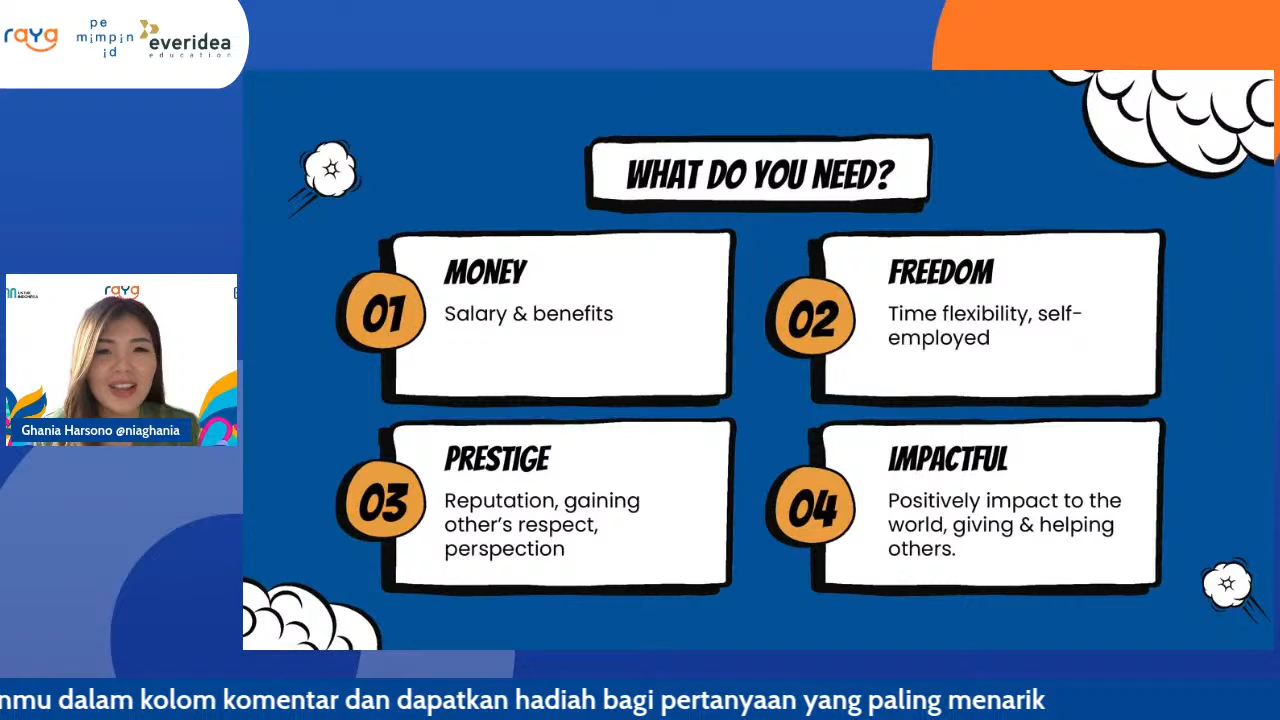 raya
pe
mimpin
id
everidea
education
WHAT DO YOU NEED?
01
MONEY
Salary & benefits
02
FREEDOM
Time flexibility, self-
employed
03
PRESTIGE
Reputation, gaining
other's respect,
perspection
04
IMPACTFUL
Positively impact to the
world, giving & helping
others.
UNTUK
INDONESIA
raya
Ghania Harsono @niaghania
nmu dalam kolom komentar dan dapatkan hadiah bagi pertanyaan yang paling menarik